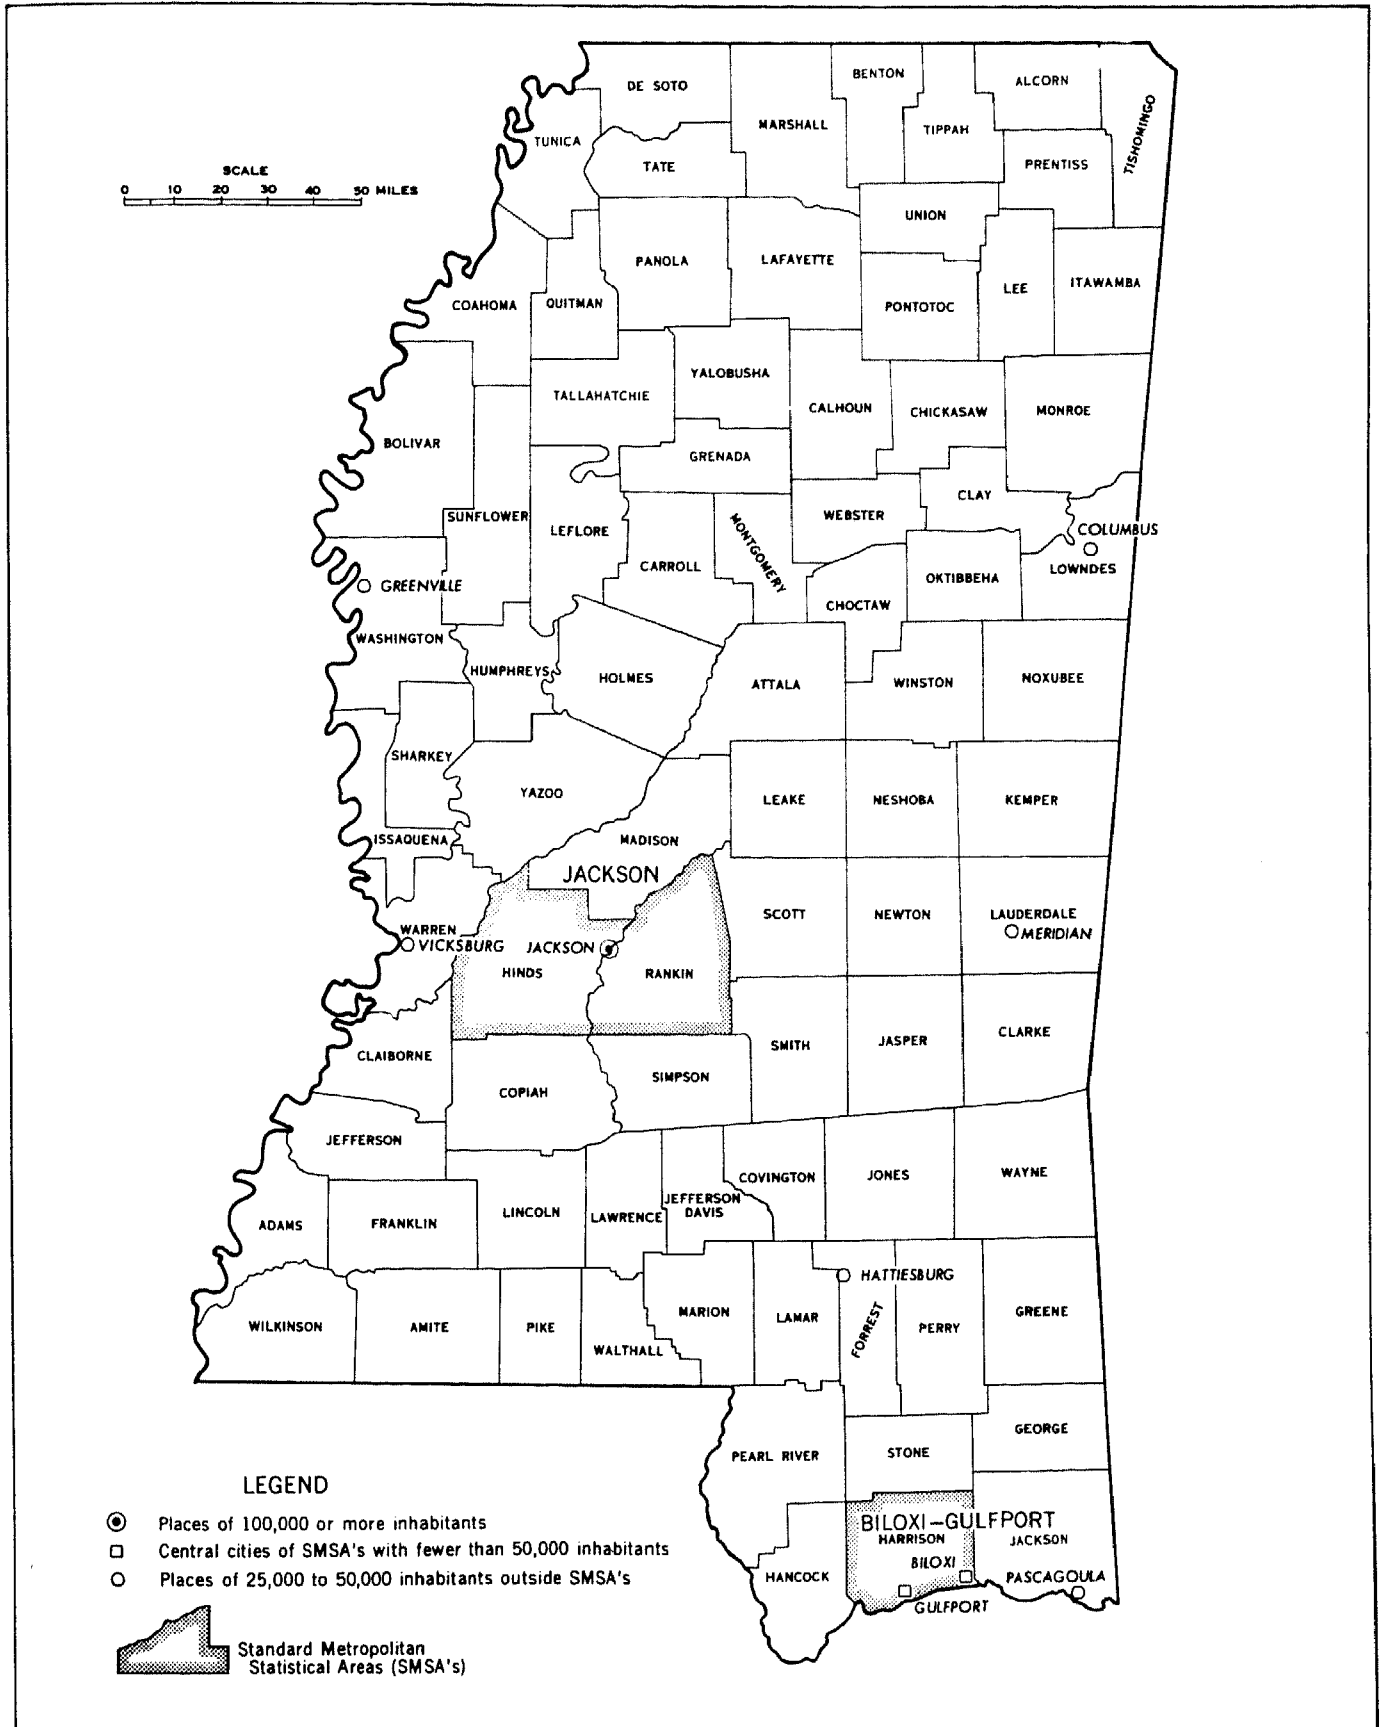 BENTON
ALCORN
DE SOTO
TISHOMINGO
MARSHALL
TIPPAH
TUNICA
TATE
PRENTISS
SCALE
0 10 20 30 40 50 MILES
UNION
PANOLA
LAFAYETTE
LEE
ITAWAMBA
COAHOMA
QUITMAN
PONTOTOC
YALOBUSHA
TALLAHATCHIE
CALHOUN
CHICKASAW
MONROE
BOLIVAR
GRENADA
CLAY
SUNFLOWER
WEBSTER
LEFLORE
MONTGOMERY
COLUMBUS
CARROLL
LOWNDES
OKTIBBEHA
GREENVILLE
CHOCTAW
WASHINGTON
HUMPHREYS
HOLMES
ATTALA
WINSTON
NOXUBEE
SHARKEY
YAZOO
LEAKE
NESHOBA
KEMPER
ISSAQUENA
MADISON
JACKSON
SCOTT
NEWTON
LAUDERDALE
MERIDIAN
WARREN
VICKSBURG
JACKSON
HINDS
RANKIN
CLAIBORNE
SMITH
JASPER
CLARKE
COPIAH
SIMPSON
JEFFERSON
COVINGTON
JONES
WAYNE
ADAMS
FRANKLIN
LINCOLN
LAWRENCE
JEFFERSON
DAVIS
HATTIESBURG
WILKINSON
AMITE
PIKE
WALTHALL
MARION
LAMAR
FORREST
PERRY
GREENE
PEARL RIVER
STONE
GEORGE
BILOXI-GULFPORT
HARRISON
JACKSON
BILOXI
HANCOCK
PASCAGOULA
GULFPORT
LEGEND
Places of 100,000 or more inhabitants
Central cities of SMSA's with fewer than 50,000 inhabitants
Places of 25,000 to 50,000 inhabitants outside SMSA's
Standard Metropolitan
Statistical Areas (SMSA's)